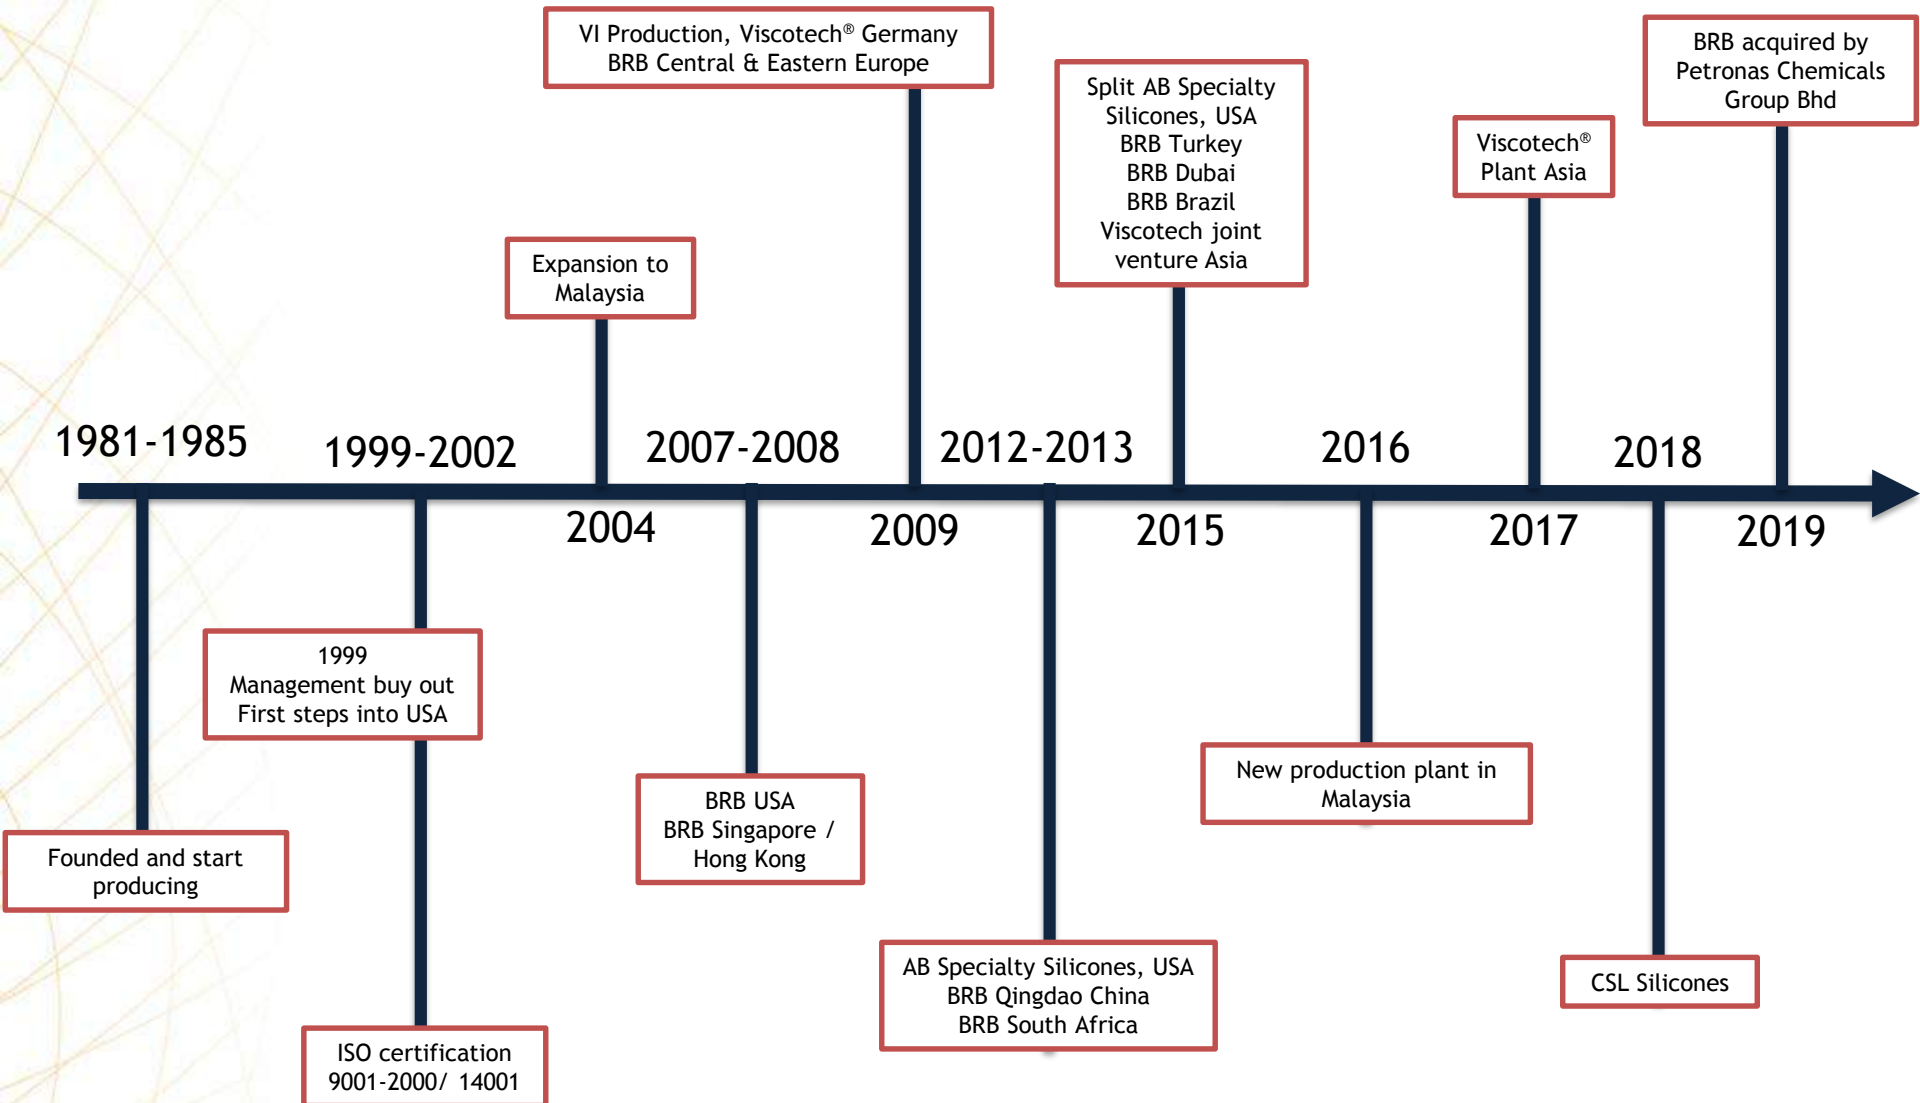 VI Production, Viscotech® Germany
BRB Central & Eastern Europe
BRB acquired by
Petronas Chemicals
Group Bhd
Split AB Specialty
Silicones, USA
BRB Turkey
BRB Dubai
BRB Brazil
Viscotech joint
venture Asia
Viscotech®
Plant Asia
Expansion to
Malaysia
1981-1985
1999-2002
2007-2008
2012-2013
2016
2018
2004
2009
2015
2017
2019
1999
Management buy out
First steps into USA
New production plant in
Malaysia
BRB USA
BRB Singapore /
Hong Kong
Founded and start
producing
AB Specialty Silicones, USA
BRB Qingdao China
BRB South Africa
CSL Silicones
ISO certification
9001-2000/ 14001